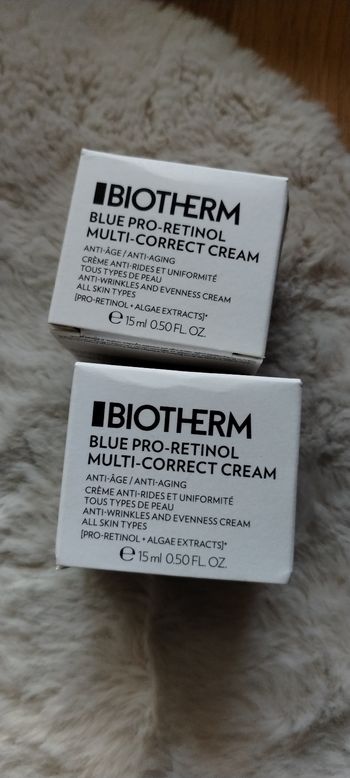 BIOTHERM
BLUE PRO-RETINOL
MULTI-CORRECT CREAM
ANTI-ÂGE / ANTI-AGING
CRÈME ANTI-RIDES ET UNIFORMITÉ
TOUS TYPES DE PEAU
ANTI-WRINKLES AND EVENNESS CREAM
ALL SKIN TYPES
[PRO-RETINOL + ALGAE EXTRACTS]*
℮ 15 ml 0.50 FL. OZ.
BIOTHERM
BLUE PRO-RETINOL
MULTI-CORRECT CREAM
ANTI-ÂGE / ANTI-AGING
CRÈME ANTI-RIDES ET UNIFORMITÉ
TOUS TYPES DE PEAU
ANTI-WRINKLES AND EVENNESS CREAM
ALL SKIN TYPES
[PRO-RETINOL + ALGAE EXTRACTS]*
℮ 15 ml 0.50 FL. OZ.